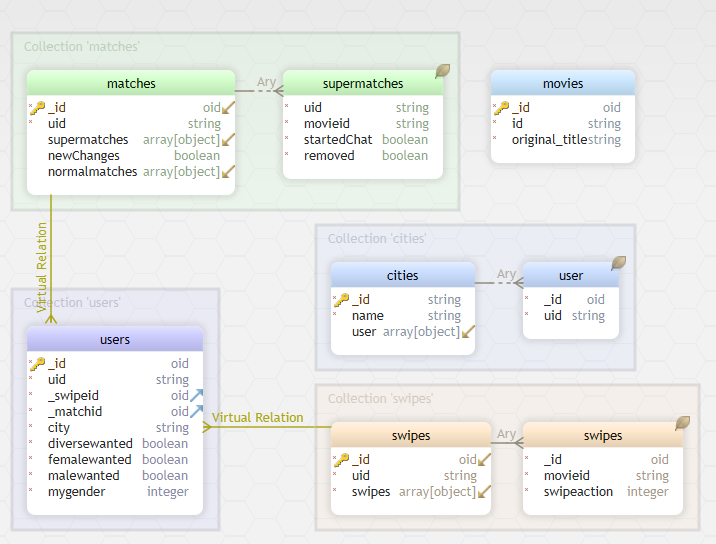 Collection 'matches'
matches
_id oid
uid string
supermatches array[object]
newChanges boolean
normalmatches array[object]
Ary
supermatches
uid string
movieid string
startedChat boolean
removed boolean
movies
_id oid
id string
original_title string
Virtual Relation
Collection 'cities'
cities
_id string
name string
user array[object]
Ary
user
_id oid
uid string
Collection 'users'
users
_id oid
uid string
_swipeid oid
_matchid oid
city string
diversewanted boolean
femalewanted boolean
malewanted boolean
mygender integer
Virtual Relation
Collection 'swipes'
swipes
_id oid
uid string
swipes array[object]
Ary
swipes
_id oid
movieid string
swipeaction integer